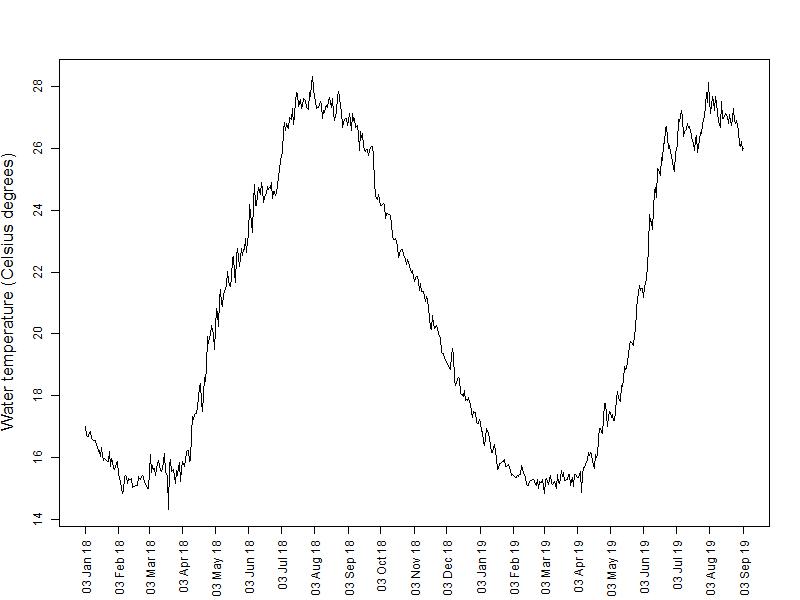 Water temperature (Celsius degrees)
28
26
24
22
20
18
16
14
03 Jan 18
03 Feb 18
03 Mar 18
03 Apr 18
03 May 18
03 Jun 18
03 Jul 18
03 Aug 18
03 Sep 18
03 Oct 18
03 Nov 18
03 Dec 18
03 Jan 19
03 Feb 19
03 Mar 19
03 Apr 19
03 May 19
03 Jun 19
03 Jul 19
03 Aug 19
03 Sep 19